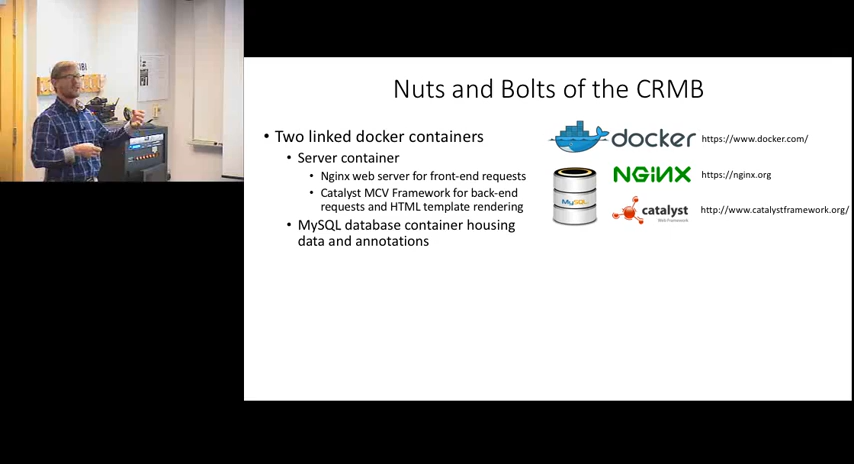 Nuts and Bolts of the CRMB
• Two linked docker containers
• Server container
• Nginx web server for front-end requests
• Catalyst MCV Framework for back-end
requests and HTML template rendering
• MySQL database container housing
data and annotations
docker https://www.docker.com/
NGINX https://nginx.org
MySQL
catalyst http://www.catalystframework.org/
Web Framework